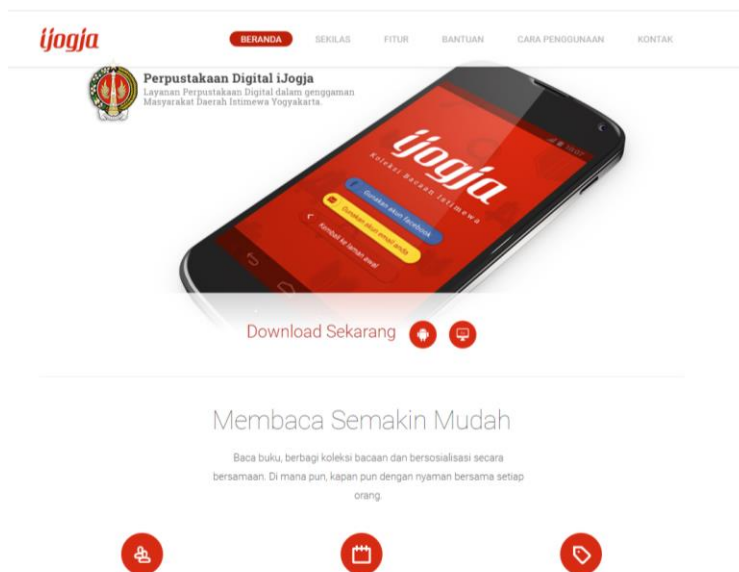 ijogja
BERANDA SEKILAS FITUR BANTUAN CARA PENGGUNAAN KONTAK
Perpustakaan Digital iJogja
Layanan Perpustakaan Digital dalam genggaman
Masyarakat Daerah Istimewa Yogyakarta.
ijogja
Koleksi Bacaan Istimewa
Gunakan akun facebook
Gunakan akun email anda
Kembali ke laman awal
Download Sekarang
Membaca Semakin Mudah
Baca buku, berbagi koleksi bacaan dan bersosialisasi secara
bersamaan. Di mana pun, kapan pun dengan nyaman bersama setiap
orang.